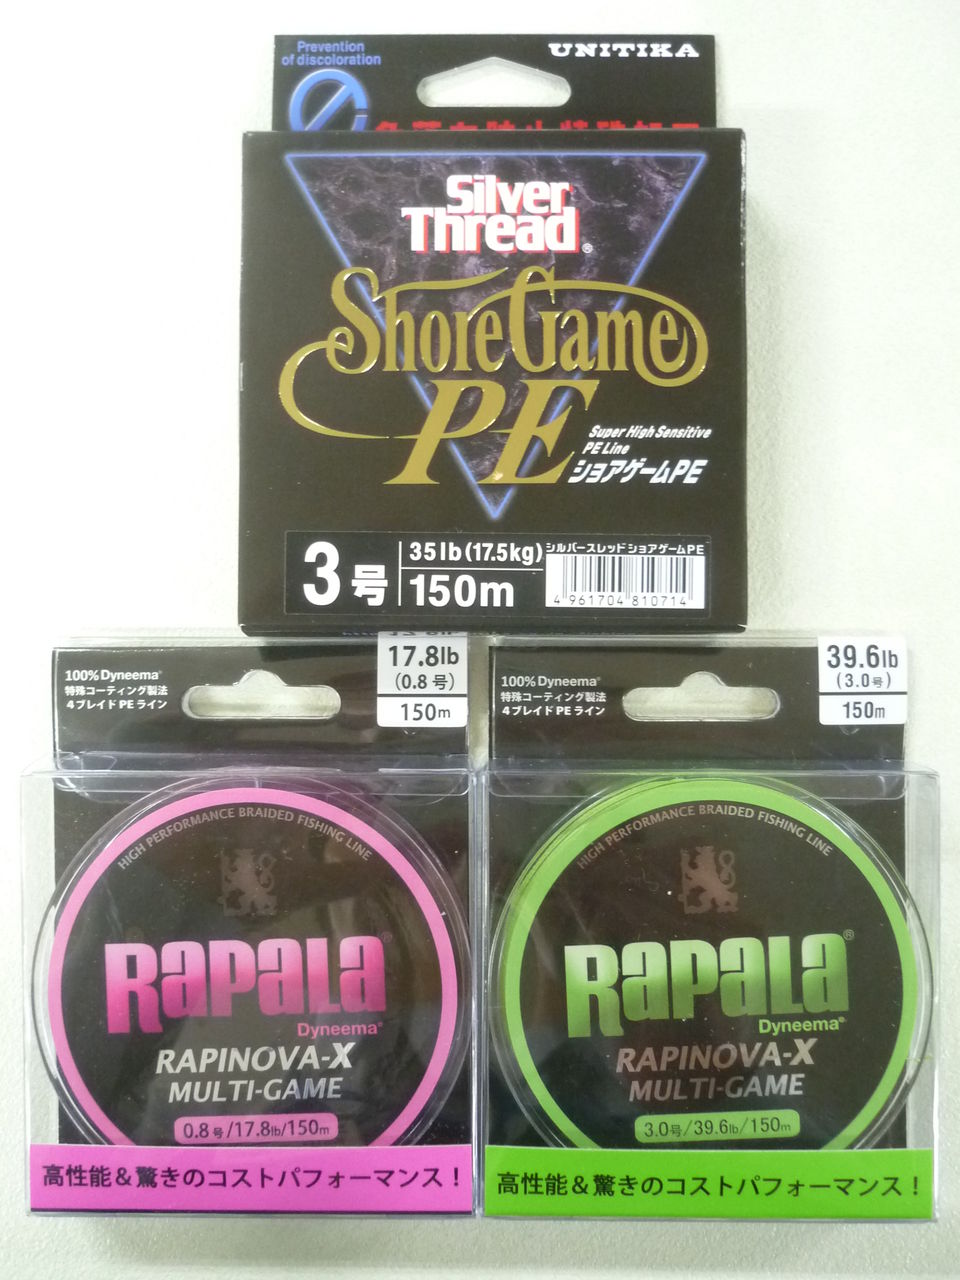 Prevention
of discoloration
UNITIKA
Silver
Thread®
Shore Game
PE
Super High Sensitive
PE Line
ショアゲームPE
3号
35lb(17.5kg)
150m
シルバースレッドショアゲームPE
4 961704 810714
100% Dyneema®
特殊コーティング製法
4ブレイドPEライン
17.8lb
(0.8号)
150m
HIGH PERFORMANCE BRAIDED FISHING LINE
RAPALA®
Dyneema®
RAPINOVA-X
MULTI-GAME
0.8号/17.8lb/150m
高性能&驚きのコストパフォーマンス!
100% Dyneema®
特殊コーティング製法
4ブレイドPEライン
39.6lb
(3.0号)
150m
HIGH PERFORMANCE BRAIDED FISHING LINE
RAPALA®
Dyneema®
RAPINOVA-X
MULTI-GAME
3.0号/39.6lb/150m
高性能&驚きのコストパフォーマンス!